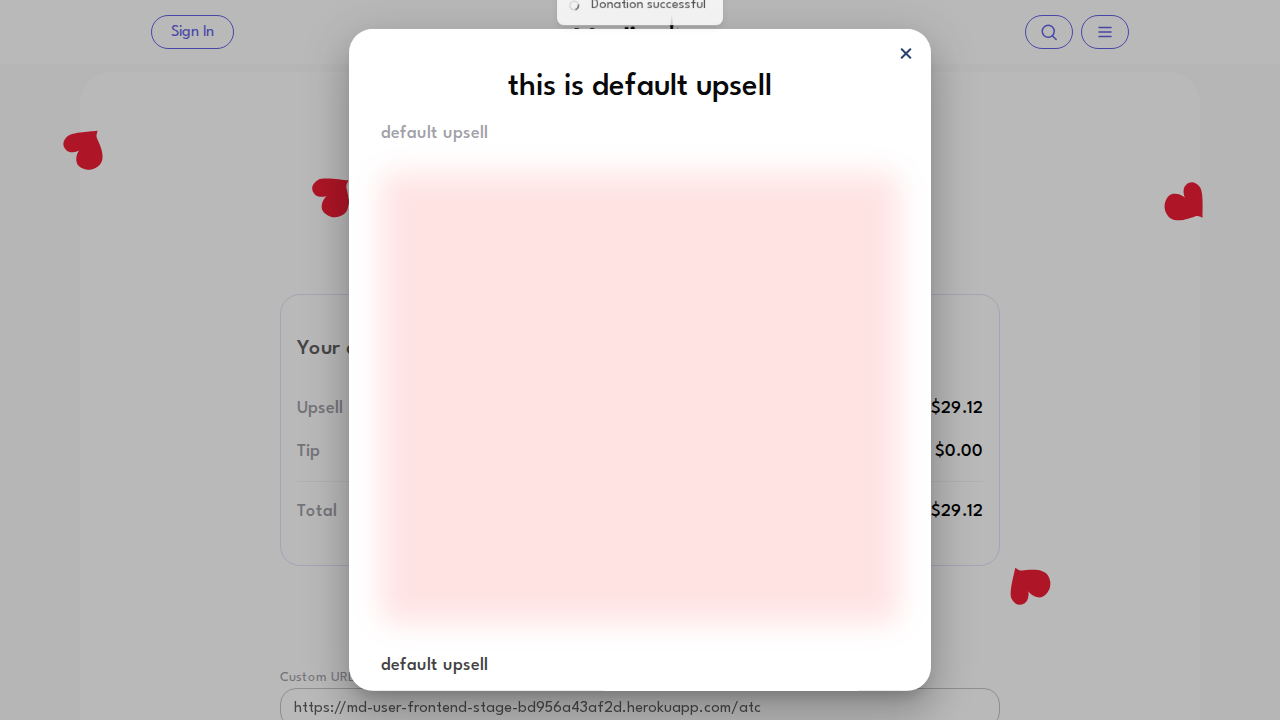 Donation successful
Sign In
this is default upsell
default upsell
Your
Upsell $29.12
Tip $0.00
Total $29.12
default upsell
Custom URL
https://md-user-frontend-stage-bd956a43af2d.herokuapp.com/atc